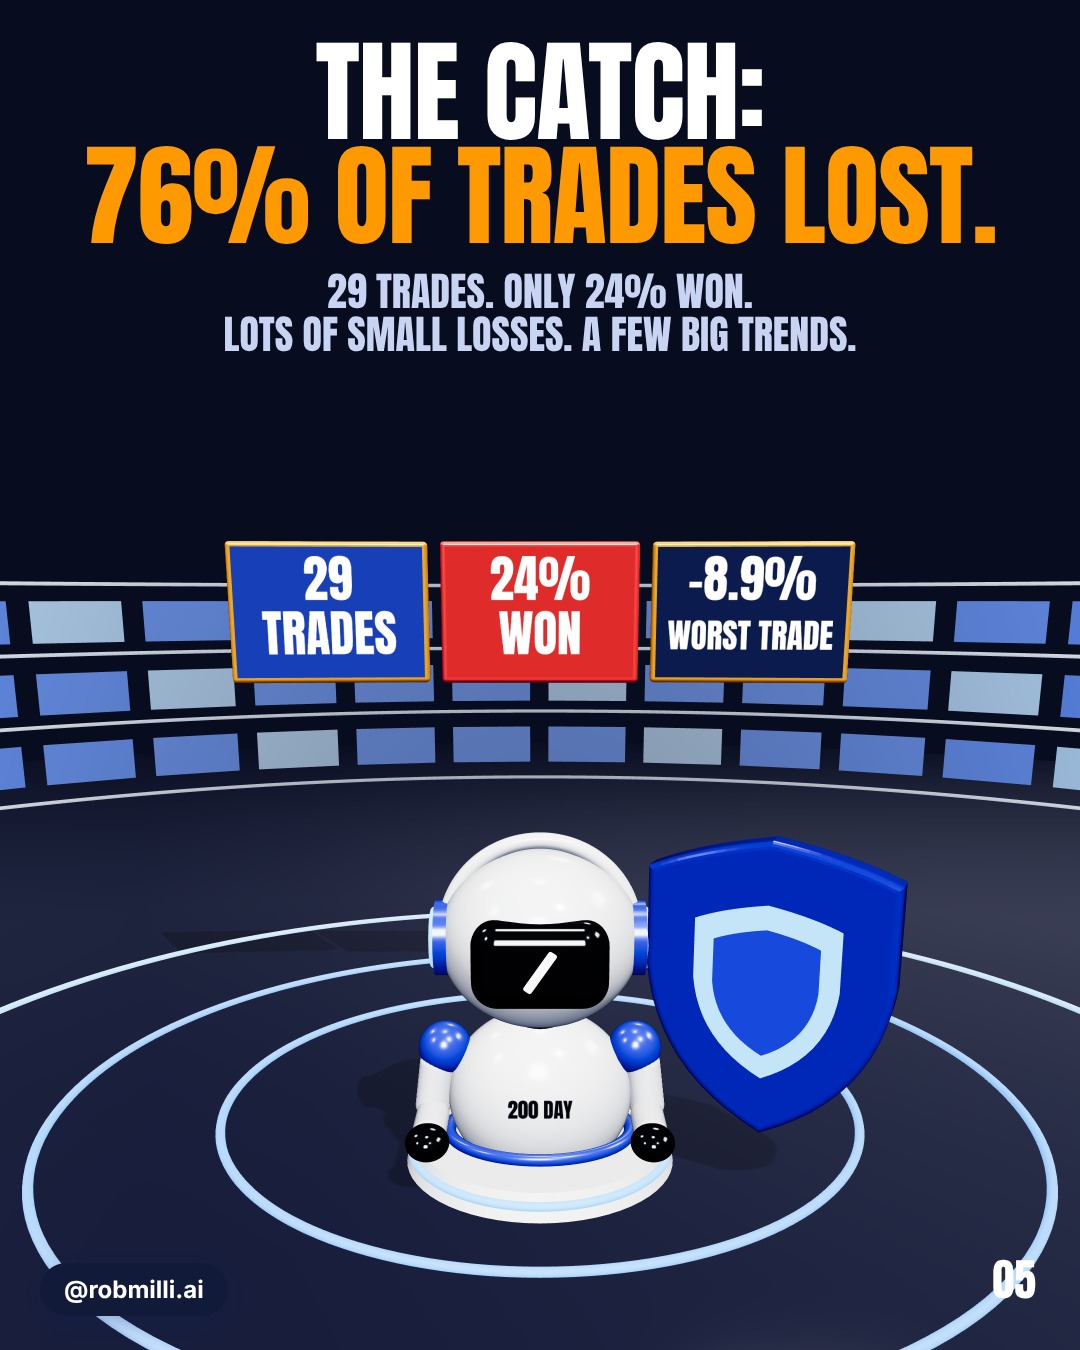 THE CATCH:
76% OF TRADES LOST.
29 TRADES. ONLY 24% WON.
LOTS OF SMALL LOSSES. A FEW BIG TRENDS.
29
TRADES
24%
WON
-8.9%
WORST TRADE
200 DAY
@robmilli.ai
05